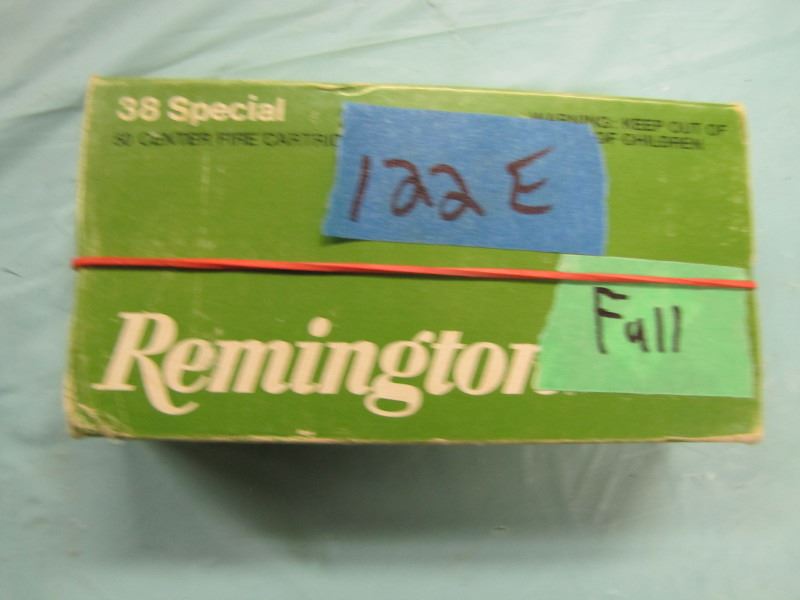 38 Special
50 CENTER FIRE CARTRI
WARNING: KEEP OUT OF
OF CHILDREN
122 E
Full
Remington